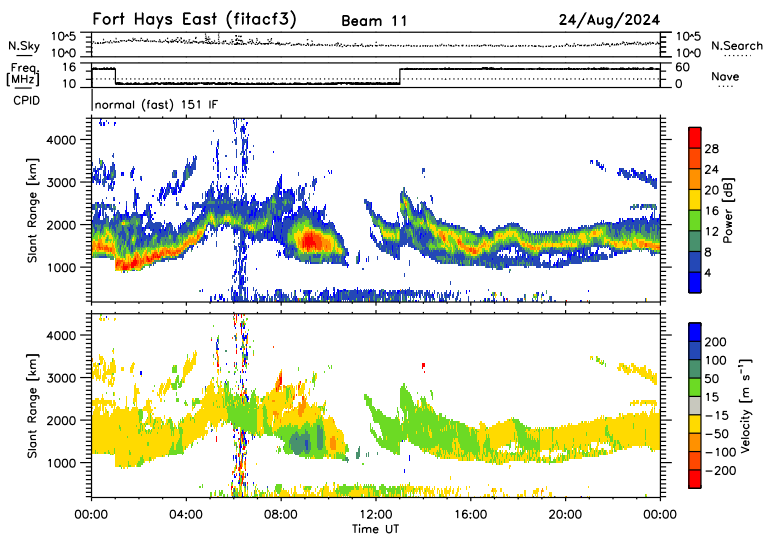 Fort Hays East (fitacf3) Beam 11 24/Aug/2024
N.Sky 10^5 10^0 10^5 10^0 N.Search
Freq. [MHz] 16 10 60 0 Nave
CPID normal (fast) 151 IF
Slant Range [km] 4000 3000 2000 1000
Power [dB] 28 24 20 16 12 8 4
Slant Range [km] 4000 3000 2000 1000
Velocity [m s⁻¹] 200 100 50 15 −15 −50 −100 −200
00:00 04:00 08:00 12:00 16:00 20:00 00:00
Time UT